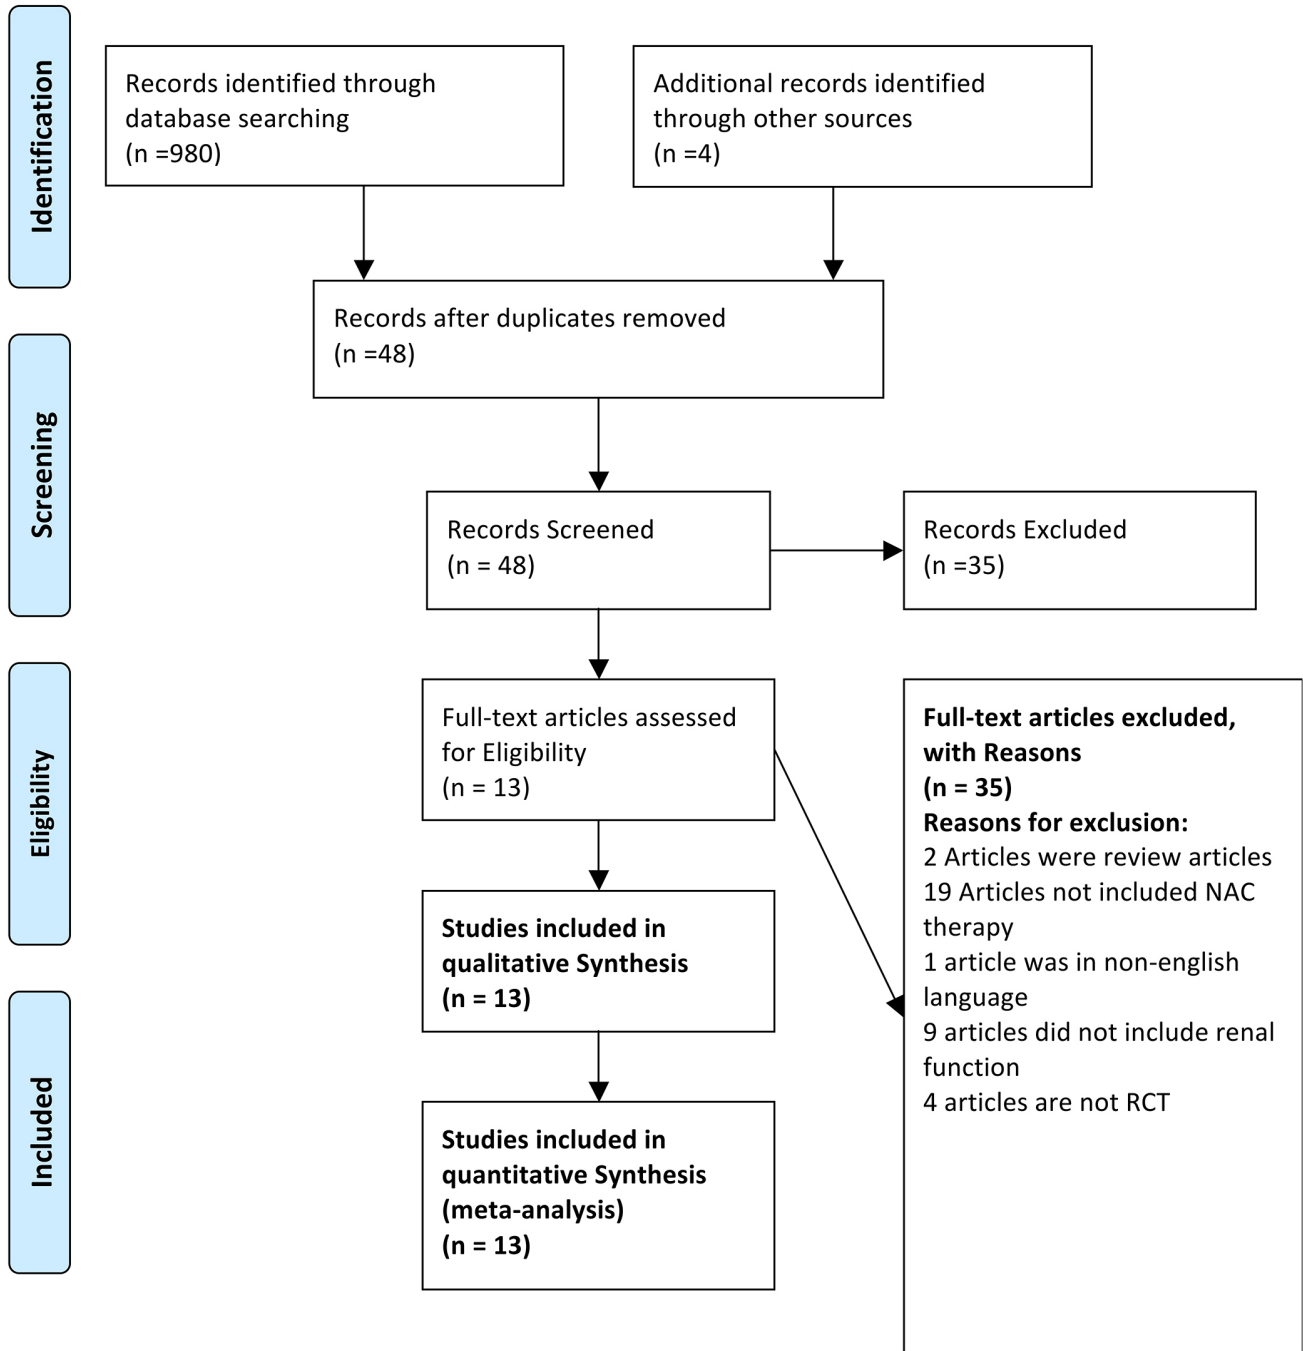 Identification
Records identified through
database searching
(n =980)
Additional records identified
through other sources
(n =4)
Records after duplicates removed
(n =48)
Screening
Records Screened
(n = 48)
Records Excluded
(n =35)
Eligibility
Full-text articles assessed
for Eligibility
(n = 13)
Full-text articles excluded,
with Reasons
(n = 35)
Reasons for exclusion:
2 Articles were review articles
19 Articles not included NAC
therapy
1 article was in non-english
language
9 articles did not include renal
function
4 articles are not RCT
Studies included in
qualitative Synthesis
(n = 13)
Included
Studies included in
quantitative Synthesis
(meta-analysis)
(n = 13)